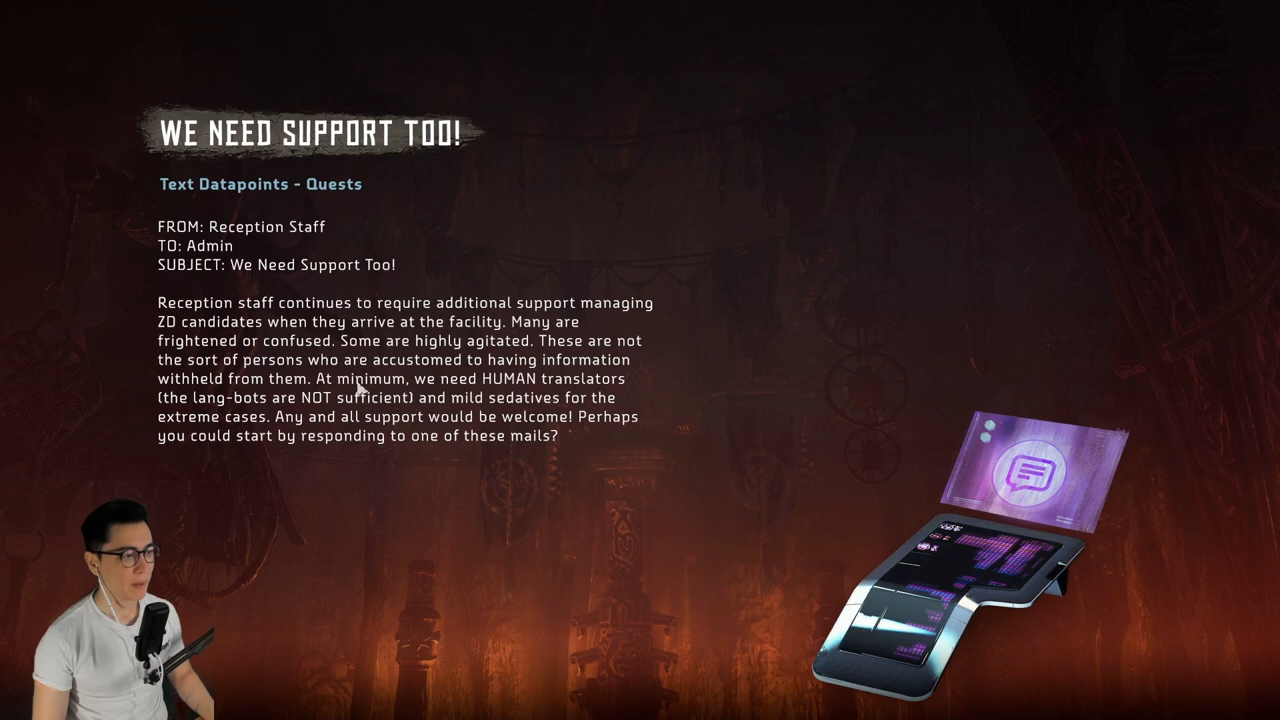 WE NEED SUPPORT TOO!
Text Datapoints - Quests
FROM: Reception Staff
TO: Admin
SUBJECT: We Need Support Too!
Reception staff continues to require additional support managing
ZD candidates when they arrive at the facility. Many are
frightened or confused. Some are highly agitated. These are not
the sort of persons who are accustomed to having information
withheld from them. At minimum, we need HUMAN translators
(the lang-bots are NOT sufficient) and mild sedatives for the
extreme cases. Any and all support would be welcome! Perhaps
you could start by responding to one of these mails?